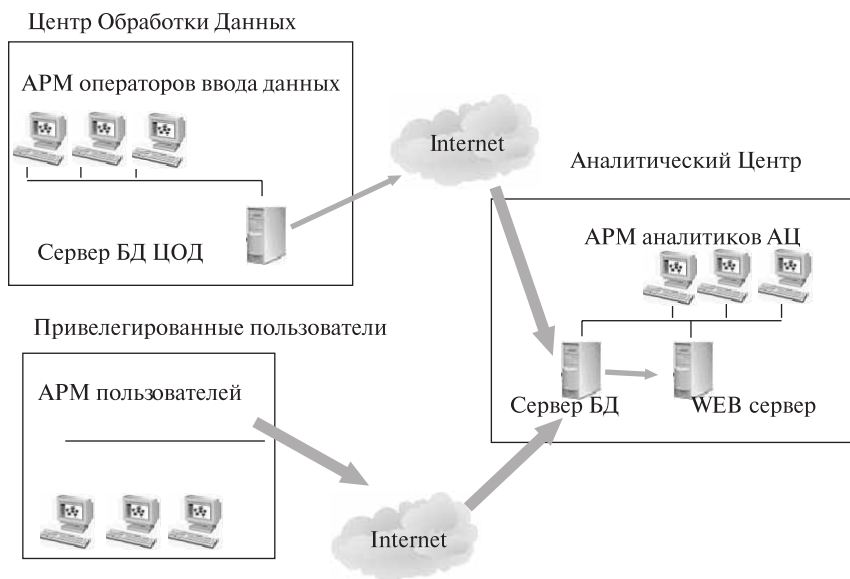 Центр Обработки Данных
АРМ операторов ввода данных
Internet
Аналитический Центр
Сервер БД ЦОД
АРМ аналитиков АЦ
Привелегированные пользователи
АРМ пользователей
Сервер БД
WEB сервер
Internet